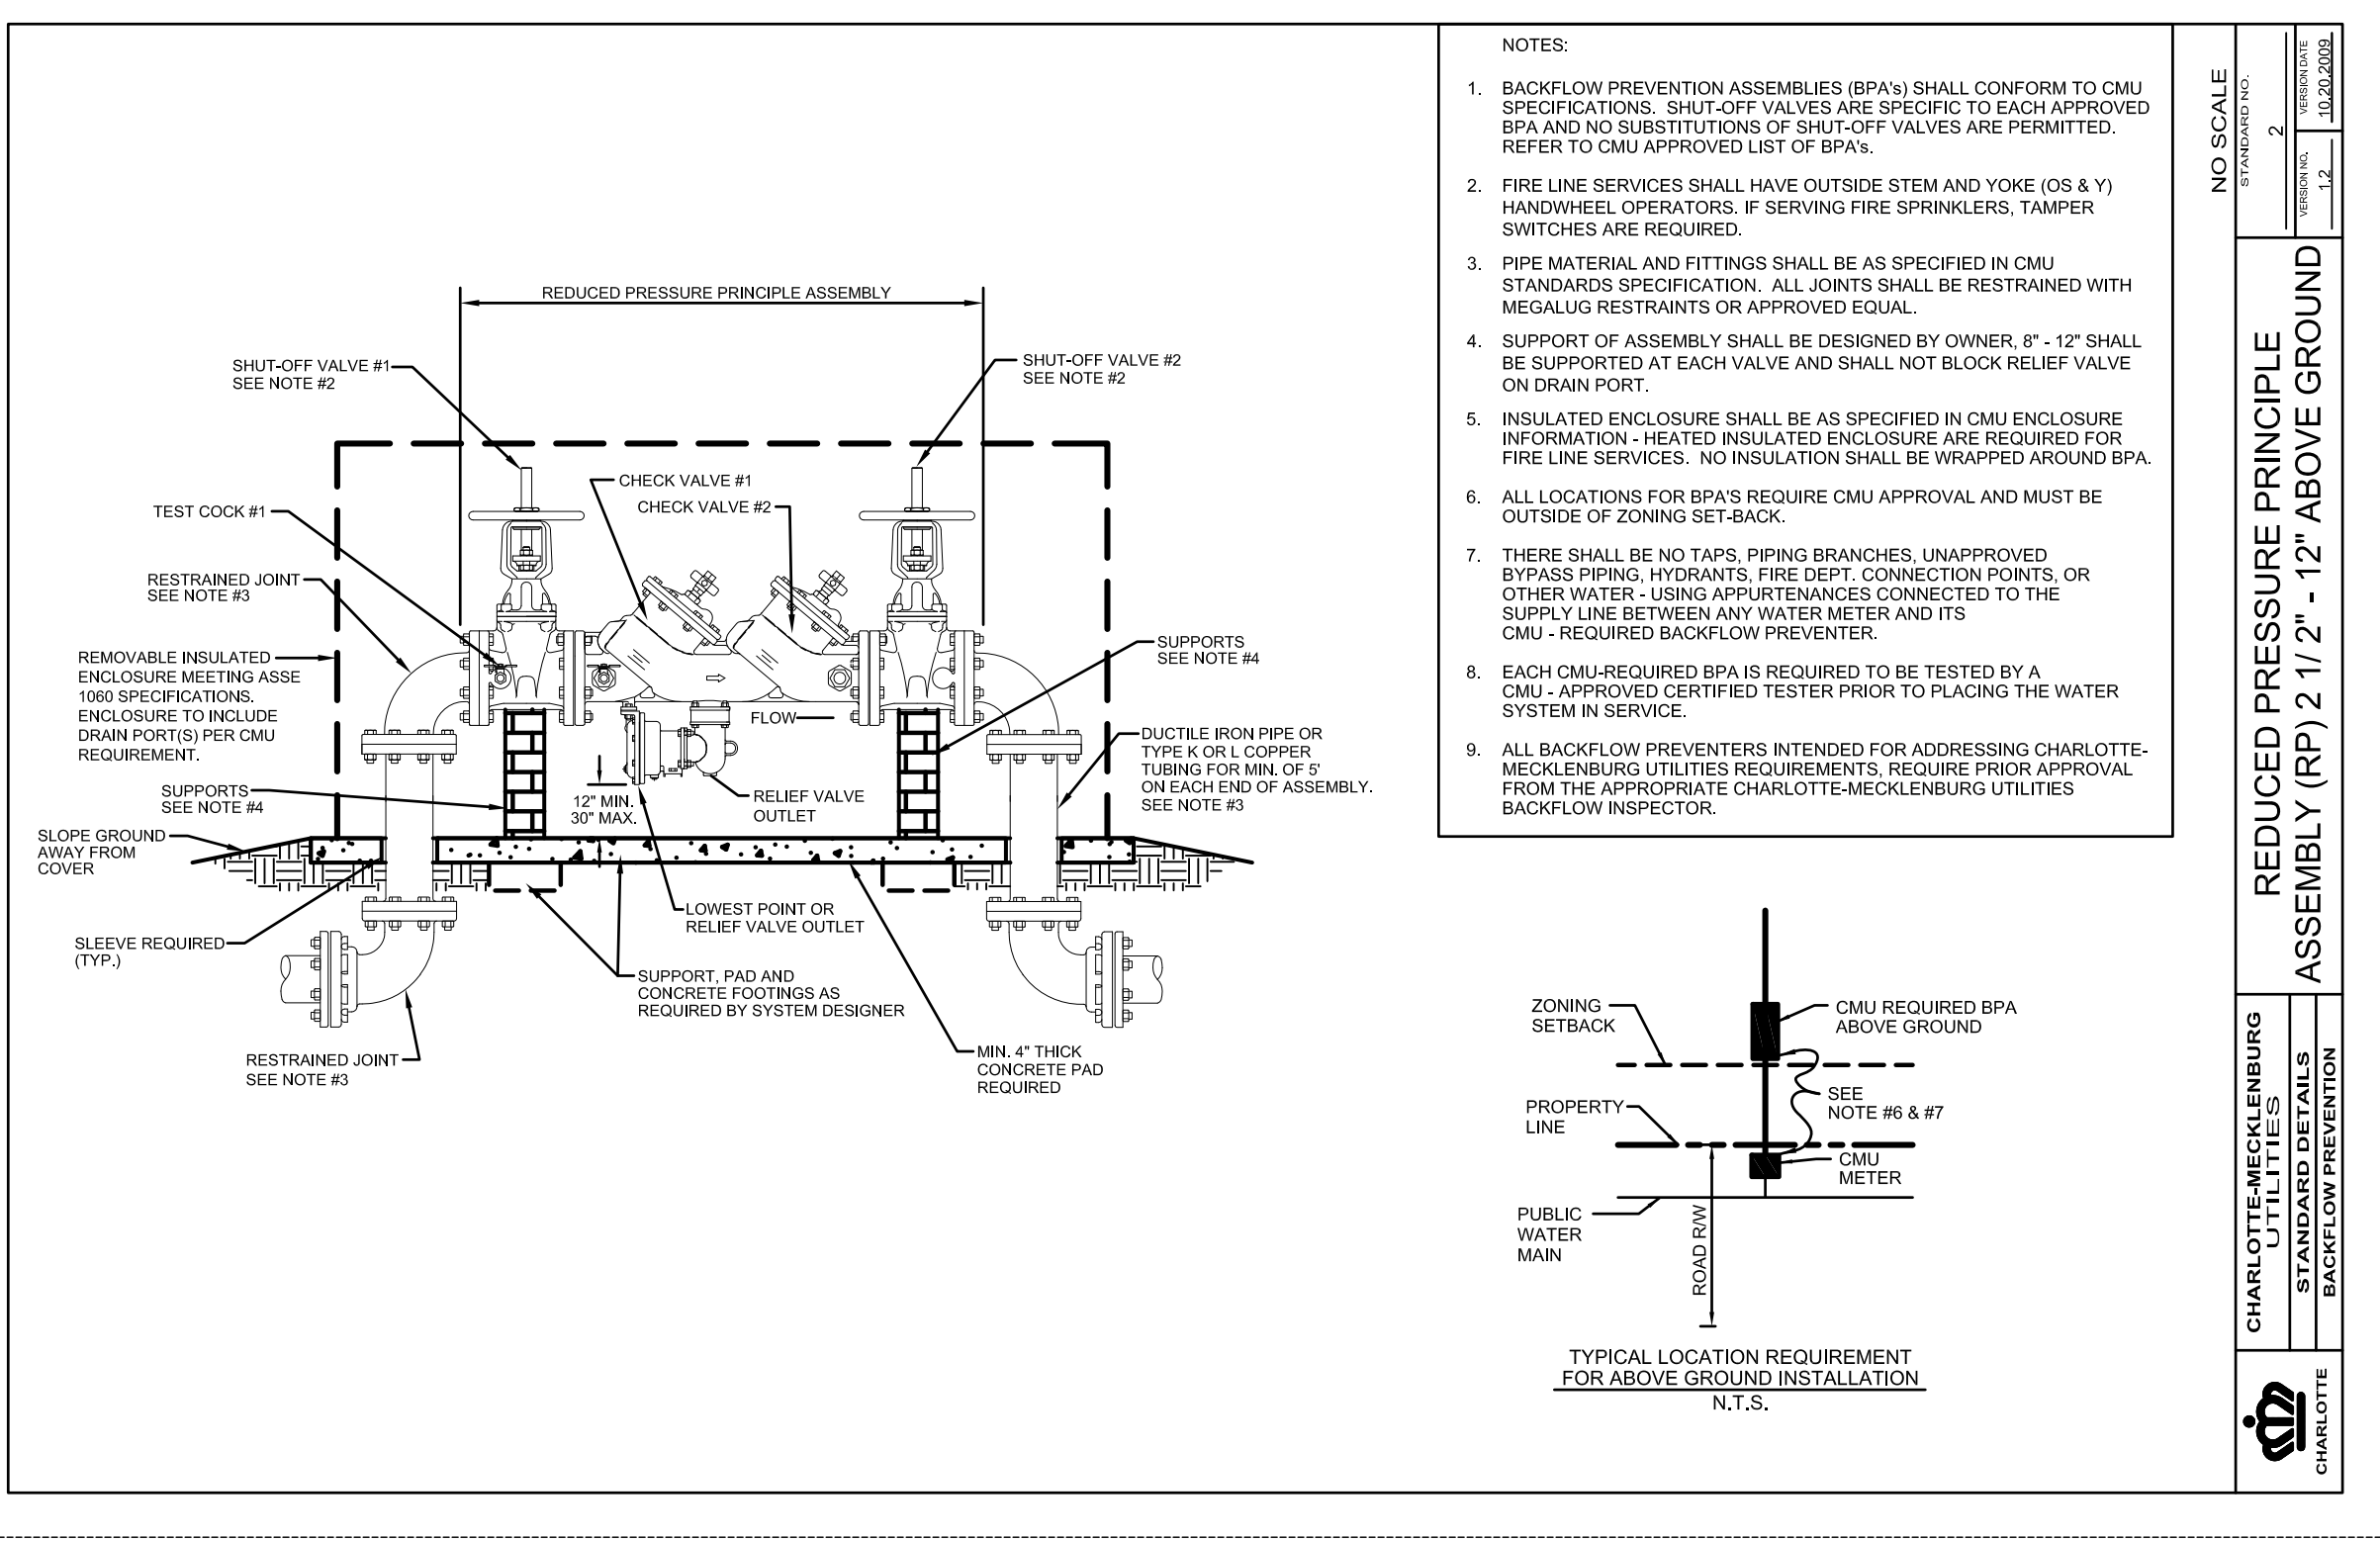 REDUCED PRESSURE PRINCIPLE ASSEMBLY
SHUT-OFF VALVE #1
SEE NOTE #2
SHUT-OFF VALVE #2
SEE NOTE #2
CHECK VALVE #1
CHECK VALVE #2
TEST COCK #1
RESTRAINED JOINT
SEE NOTE #3
REMOVABLE INSULATED
ENCLOSURE MEETING ASSE
1060 SPECIFICATIONS.
ENCLOSURE TO INCLUDE
DRAIN PORT(S) PER CMU
REQUIREMENT.
SUPPORTS
SEE NOTE #4
SLOPE GROUND
AWAY FROM
COVER
SLEEVE REQUIRED
(TYP.)
RESTRAINED JOINT
SEE NOTE #3
FLOW
12" MIN.
30" MAX.
RELIEF VALVE
OUTLET
LOWEST POINT OR
RELIEF VALVE OUTLET
SUPPORT, PAD AND
CONCRETE FOOTINGS AS
REQUIRED BY SYSTEM DESIGNER
MIN. 4" THICK
CONCRETE PAD
REQUIRED
SUPPORTS
SEE NOTE #4
DUCTILE IRON PIPE OR
TYPE K OR L COPPER
TUBING FOR MIN. OF 5'
ON EACH END OF ASSEMBLY.
SEE NOTE #3
NOTES:
1. BACKFLOW PREVENTION ASSEMBLIES (BPA's) SHALL CONFORM TO CMU
SPECIFICATIONS. SHUT-OFF VALVES ARE SPECIFIC TO EACH APPROVED
BPA AND NO SUBSTITUTIONS OF SHUT-OFF VALVES ARE PERMITTED.
REFER TO CMU APPROVED LIST OF BPA's.
2. FIRE LINE SERVICES SHALL HAVE OUTSIDE STEM AND YOKE (OS & Y)
HANDWHEEL OPERATORS. IF SERVING FIRE SPRINKLERS, TAMPER
SWITCHES ARE REQUIRED.
3. PIPE MATERIAL AND FITTINGS SHALL BE AS SPECIFIED IN CMU
STANDARDS SPECIFICATION. ALL JOINTS SHALL BE RESTRAINED WITH
MEGALUG RESTRAINTS OR APPROVED EQUAL.
4. SUPPORT OF ASSEMBLY SHALL BE DESIGNED BY OWNER, 8" - 12" SHALL
BE SUPPORTED AT EACH VALVE AND SHALL NOT BLOCK RELIEF VALVE
ON DRAIN PORT.
5. INSULATED ENCLOSURE SHALL BE AS SPECIFIED IN CMU ENCLOSURE
INFORMATION - HEATED INSULATED ENCLOSURE ARE REQUIRED FOR
FIRE LINE SERVICES. NO INSULATION SHALL BE WRAPPED AROUND BPA.
6. ALL LOCATIONS FOR BPA'S REQUIRE CMU APPROVAL AND MUST BE
OUTSIDE OF ZONING SET-BACK.
7. THERE SHALL BE NO TAPS, PIPING BRANCHES, UNAPPROVED
BYPASS PIPING, HYDRANTS, FIRE DEPT. CONNECTION POINTS, OR
OTHER WATER - USING APPURTENANCES CONNECTED TO THE
SUPPLY LINE BETWEEN ANY WATER METER AND ITS
CMU - REQUIRED BACKFLOW PREVENTER.
8. EACH CMU-REQUIRED BPA IS REQUIRED TO BE TESTED BY A
CMU - APPROVED CERTIFIED TESTER PRIOR TO PLACING THE WATER
SYSTEM IN SERVICE.
9. ALL BACKFLOW PREVENTERS INTENDED FOR ADDRESSING CHARLOTTE-
MECKLENBURG UTILITIES REQUIREMENTS, REQUIRE PRIOR APPROVAL
FROM THE APPROPRIATE CHARLOTTE-MECKLENBURG UTILITIES
BACKFLOW INSPECTOR.
ZONING
SETBACK
CMU REQUIRED BPA
ABOVE GROUND
PROPERTY
LINE
SEE
NOTE #6 & #7
CMU
METER
PUBLIC
WATER
MAIN
ROAD R/W
TYPICAL LOCATION REQUIREMENT
FOR ABOVE GROUND INSTALLATION
N.T.S.
NO SCALE
STANDARD NO.
2
VERSION NO.
1.2
VERSION DATE
10.20.2009
REDUCED PRESSURE PRINCIPLE
ASSEMBLY (RP) 2 1/ 2" - 12" ABOVE GROUND
CHARLOTTE-MECKLENBURG
UTILITIES
STANDARD DETAILS
BACKFLOW PREVENTION
CHARLOTTE